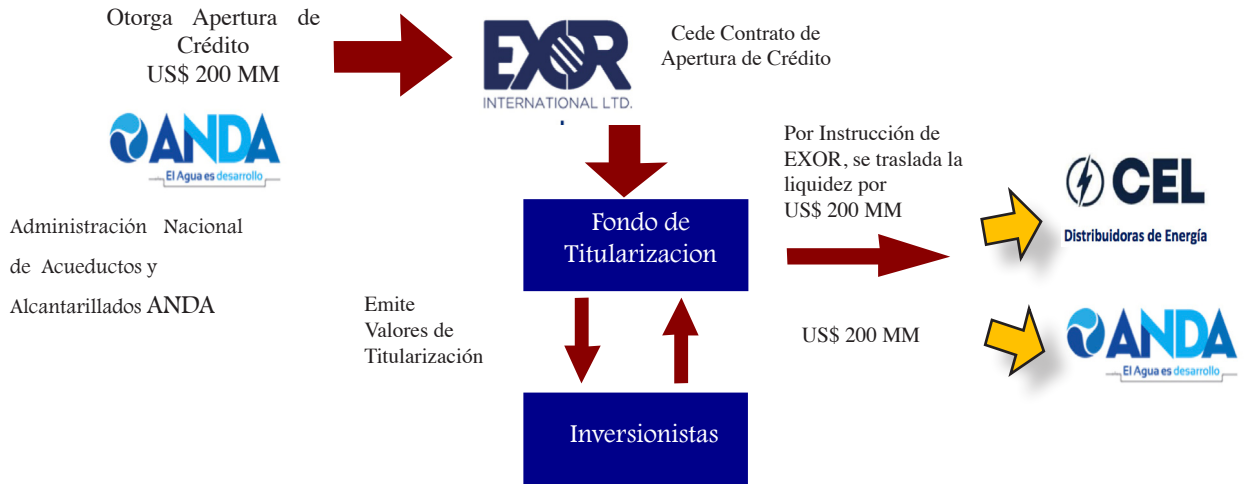 Otorga Apertura de
Crédito
US$ 200 MM
EXOR
INTERNATIONAL LTD.
Cede Contrato de
Apertura de Crédito
ANDA
El Agua es desarrollo
Administración Nacional
de Acueductos y
Alcantarillados ANDA
Fondo de
Titularizacion
Por Instrucción de
EXOR, se traslada la
liquidez por
US$ 200 MM
CEL
Distribuidoras de Energía
Emite
Valores de
Titularización
US$ 200 MM
ANDA
El Agua es desarrollo
Inversionistas